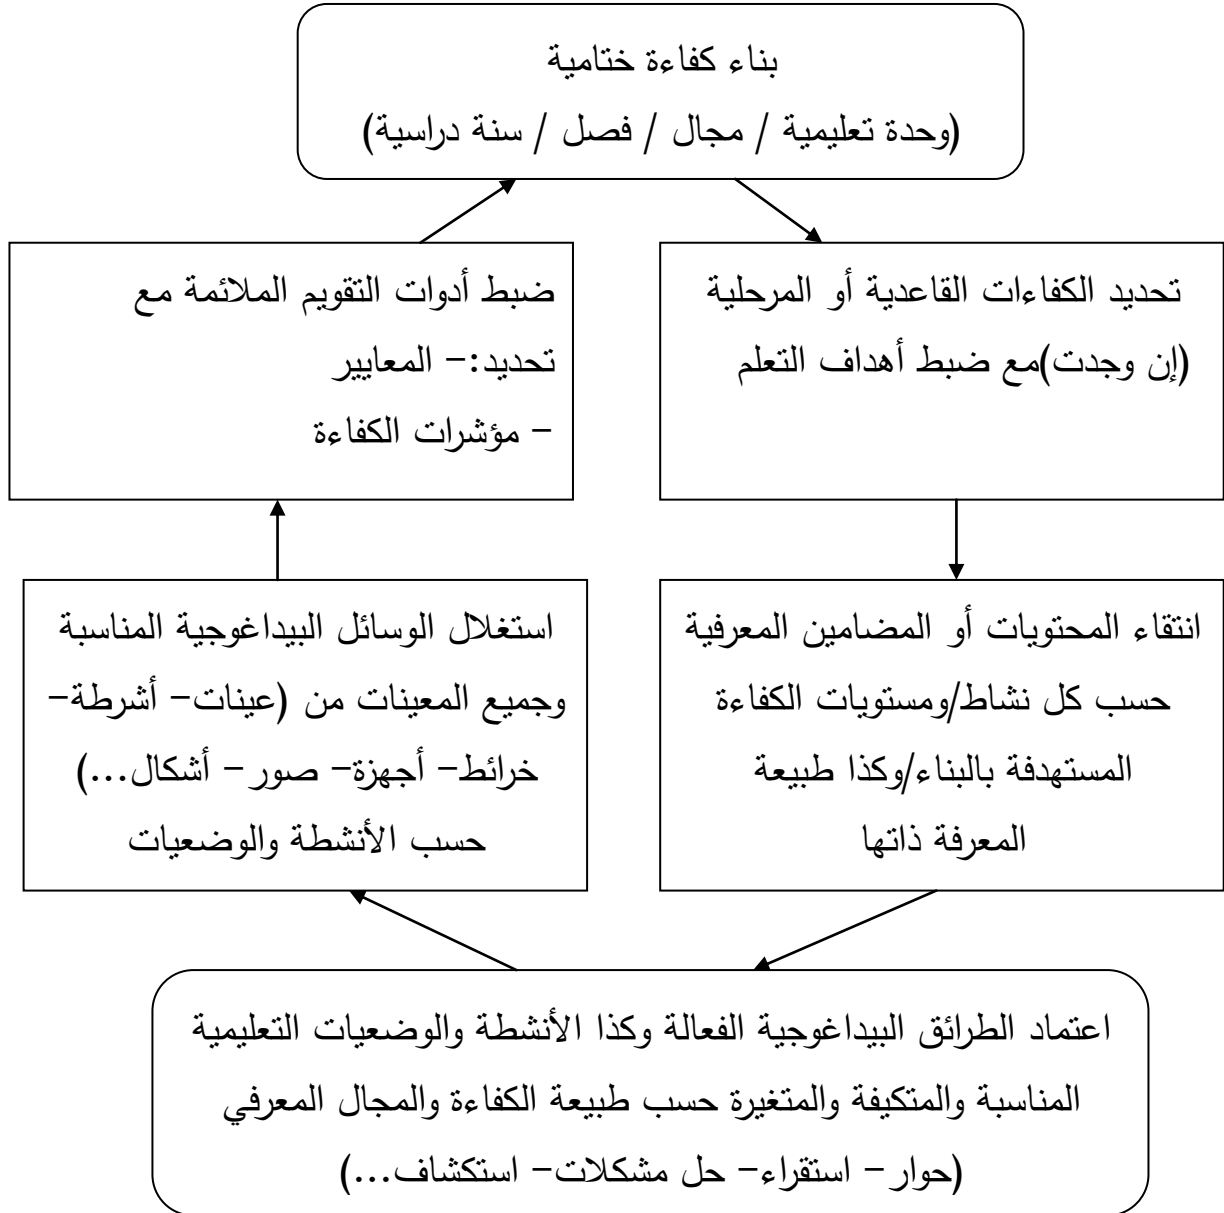 بناء كفاءة ختامية
(وحدة تعليمية / مجال / فصل / سنة دراسية)
تحديد الكفاءات القاعدية أو المرحلية
(إن وجدت)مع ضبط أهداف التعلم
انتقاء المحتويات أو المضامين المعرفية
حسب كل نشاط/ومستويات الكفاءة
المستهدفة بالبناء/وكذا طبيعة
المعرفة ذاتها
اعتماد الطرائق البيداغوجية الفعالة وكذا الأنشطة والوضعيات التعليمية
المناسبة والمتكيفة والمتغيرة حسب طبيعة الكفاءة والمجال المعرفي
(حوار – استقراء– حل مشكلات– استكشاف...)
استغلال الوسائل البيداغوجية المناسبة
وجميع المعينات من (عينات– أشرطة–
خرائط– أجهزة– صور – أشكال...)
حسب الأنشطة والوضعيات
ضبط أدوات التقويم الملائمة مع
تحديد:– المعايير
– مؤشرات الكفاءة